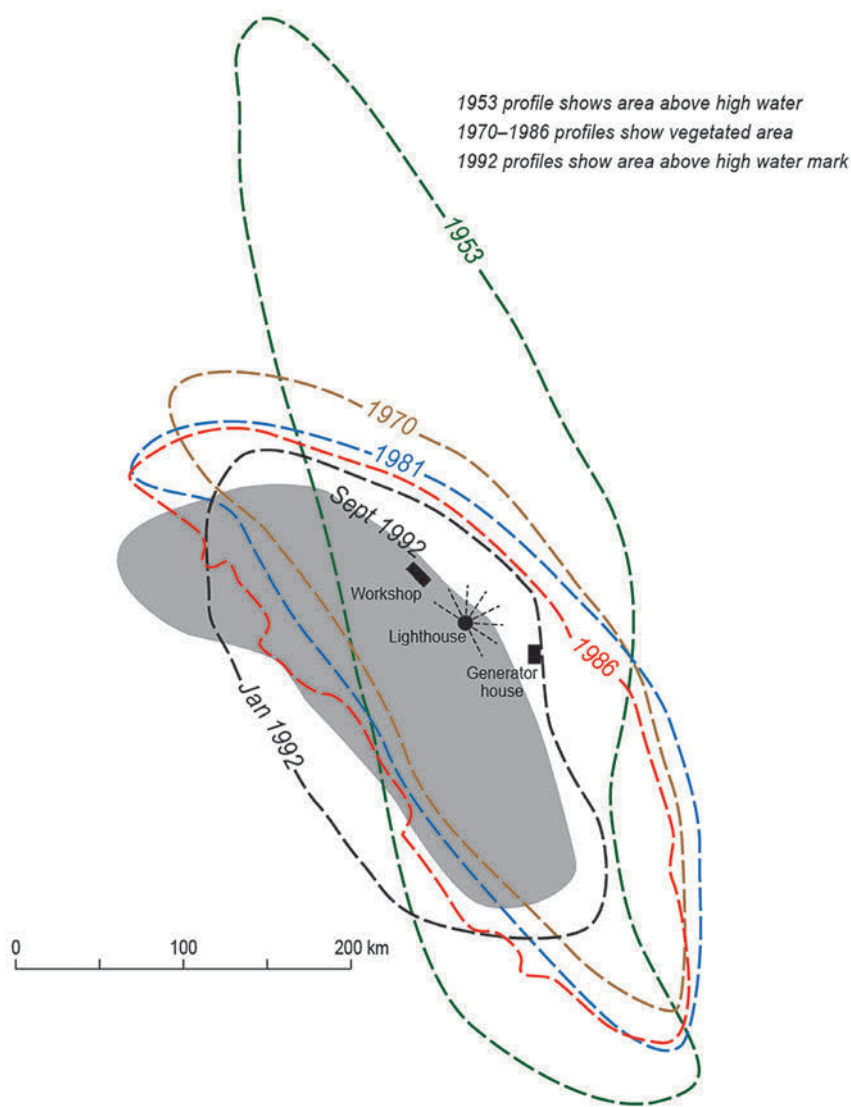 1953 profile shows area above high water
1970–1986 profiles show vegetated area
1992 profiles show area above high water mark
1953
1970
1981
Sept 1992
Workshop
Lighthouse
Generator
house
1986
Jan 1992
0 100 200 km